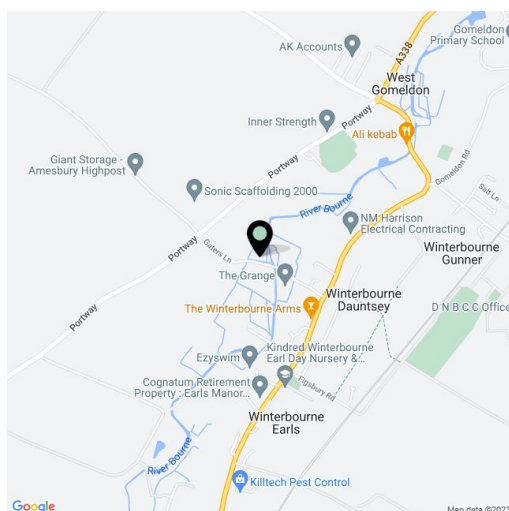 Gomeldon
Primary School
AK Accounts
A338
West
Gomeldon
Inner Strength
Portway
Ali kebab
Giant Storage -
Amesbury Highpost
Portway
Gomeldon Rd
Sonic Scaffolding 2000
Salt Ln
River Bourne
NM Harrison
Electrical Contracting
Portway
Gaters Ln
Winterbourne
Gunner
The Grange
Winterbourne
Dauntsey
The Winterbourne Arms
D N B C C Office
Portway
Ezyswim
Kindred Winterbourne
Earl Day Nursery &...
Figsbury Rd
Cognatum Retirement
Property : Earls Manor...
Winterbourne
Earls
River Bourne
Killtech Pest Control
Google
Map data ©2023